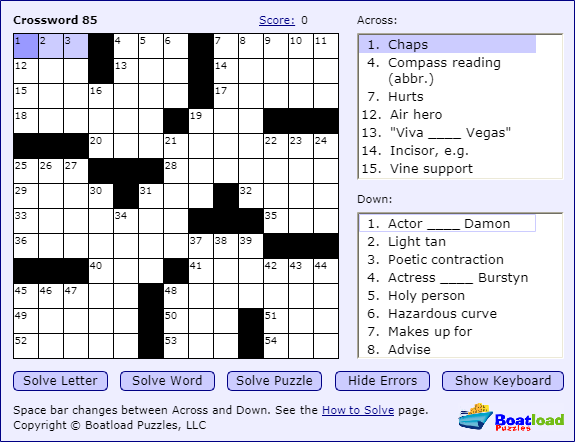 Crossword 85
Score: 0
1 2 3 4 5 6 7 8 9 10 11
12 13 14
15 16 17
18 19
20 21 22 23 24
25 26 27 28
29 30 31 32
33 34 35
36 37 38 39
40 41 42 43 44
45 46 47 48
49 50 51
52 53 54
Across:
1. Chaps
4. Compass reading
(abbr.)
7. Hurts
12. Air hero
13. "Viva ____ Vegas"
14. Incisor, e.g.
15. Vine support
Down:
1. Actor ____ Damon
2. Light tan
3. Poetic contraction
4. Actress ____ Burstyn
5. Holy person
6. Hazardous curve
7. Makes up for
8. Advise
Solve Letter Solve Word Solve Puzzle Hide Errors Show Keyboard
Space bar changes between Across and Down. See the How to Solve page.
Copyright © Boatload Puzzles, LLC
Boatload
Puzzles